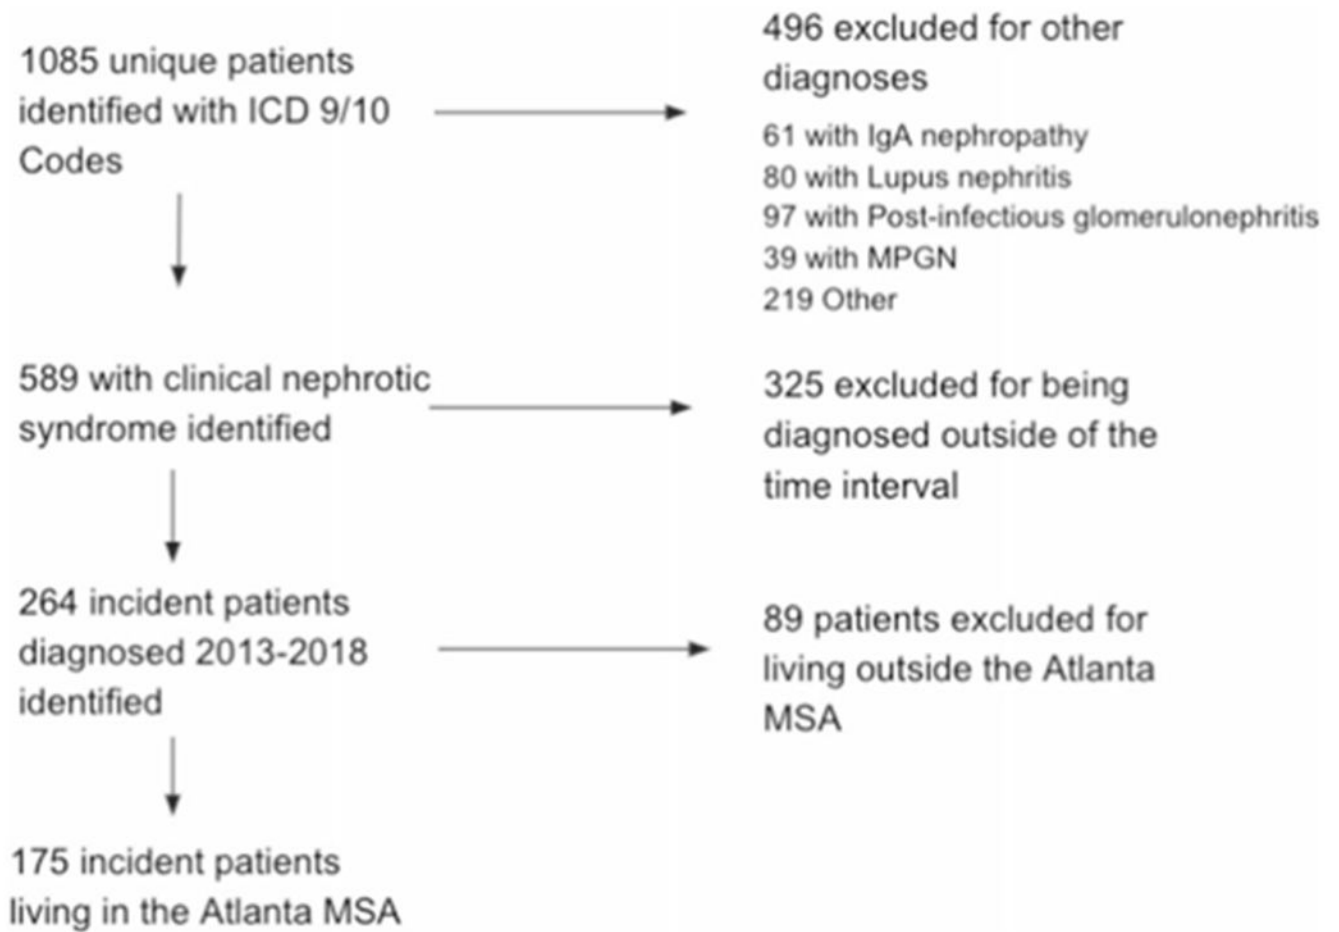 1085 unique patients
identified with ICD 9/10
Codes
496 excluded for other
diagnoses
61 with IgA nephropathy
80 with Lupus nephritis
97 with Post-infectious glomerulonephritis
39 with MPGN
219 Other
589 with clinical nephrotic
syndrome identified
325 excluded for being
diagnosed outside of the
time interval
264 incident patients
diagnosed 2013-2018
identified
89 patients excluded for
living outside the Atlanta
MSA
175 incident patients
living in the Atlanta MSA